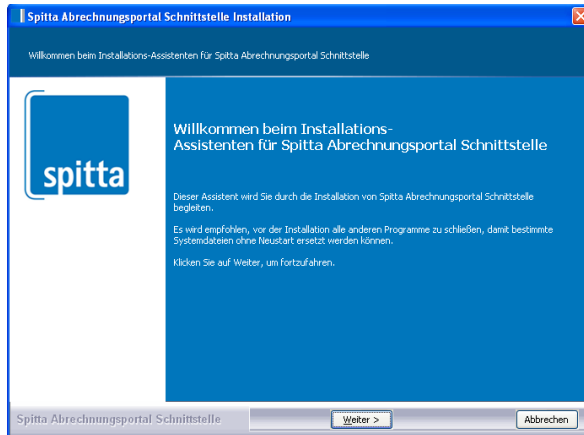 Spitta Abrechnungsportal Schnittstelle Installation
Willkommen beim Installations-Assistenten für Spitta Abrechnungsportal Schnittstelle
spitta
Willkommen beim Installations-
Assistenten für Spitta Abrechnungsportal Schnittstelle
Dieser Assistent wird Sie durch die Installation von Spitta Abrechnungsportal Schnittstelle
begleiten.
Es wird empfohlen, vor der Installation alle anderen Programme zu schließen, damit bestimmte
Systemdateien ohne Neustart ersetzt werden können.
Klicken Sie auf Weiter, um fortzufahren.
Spitta Abrechnungsportal Schnittstelle
Weiter >
Abbrechen